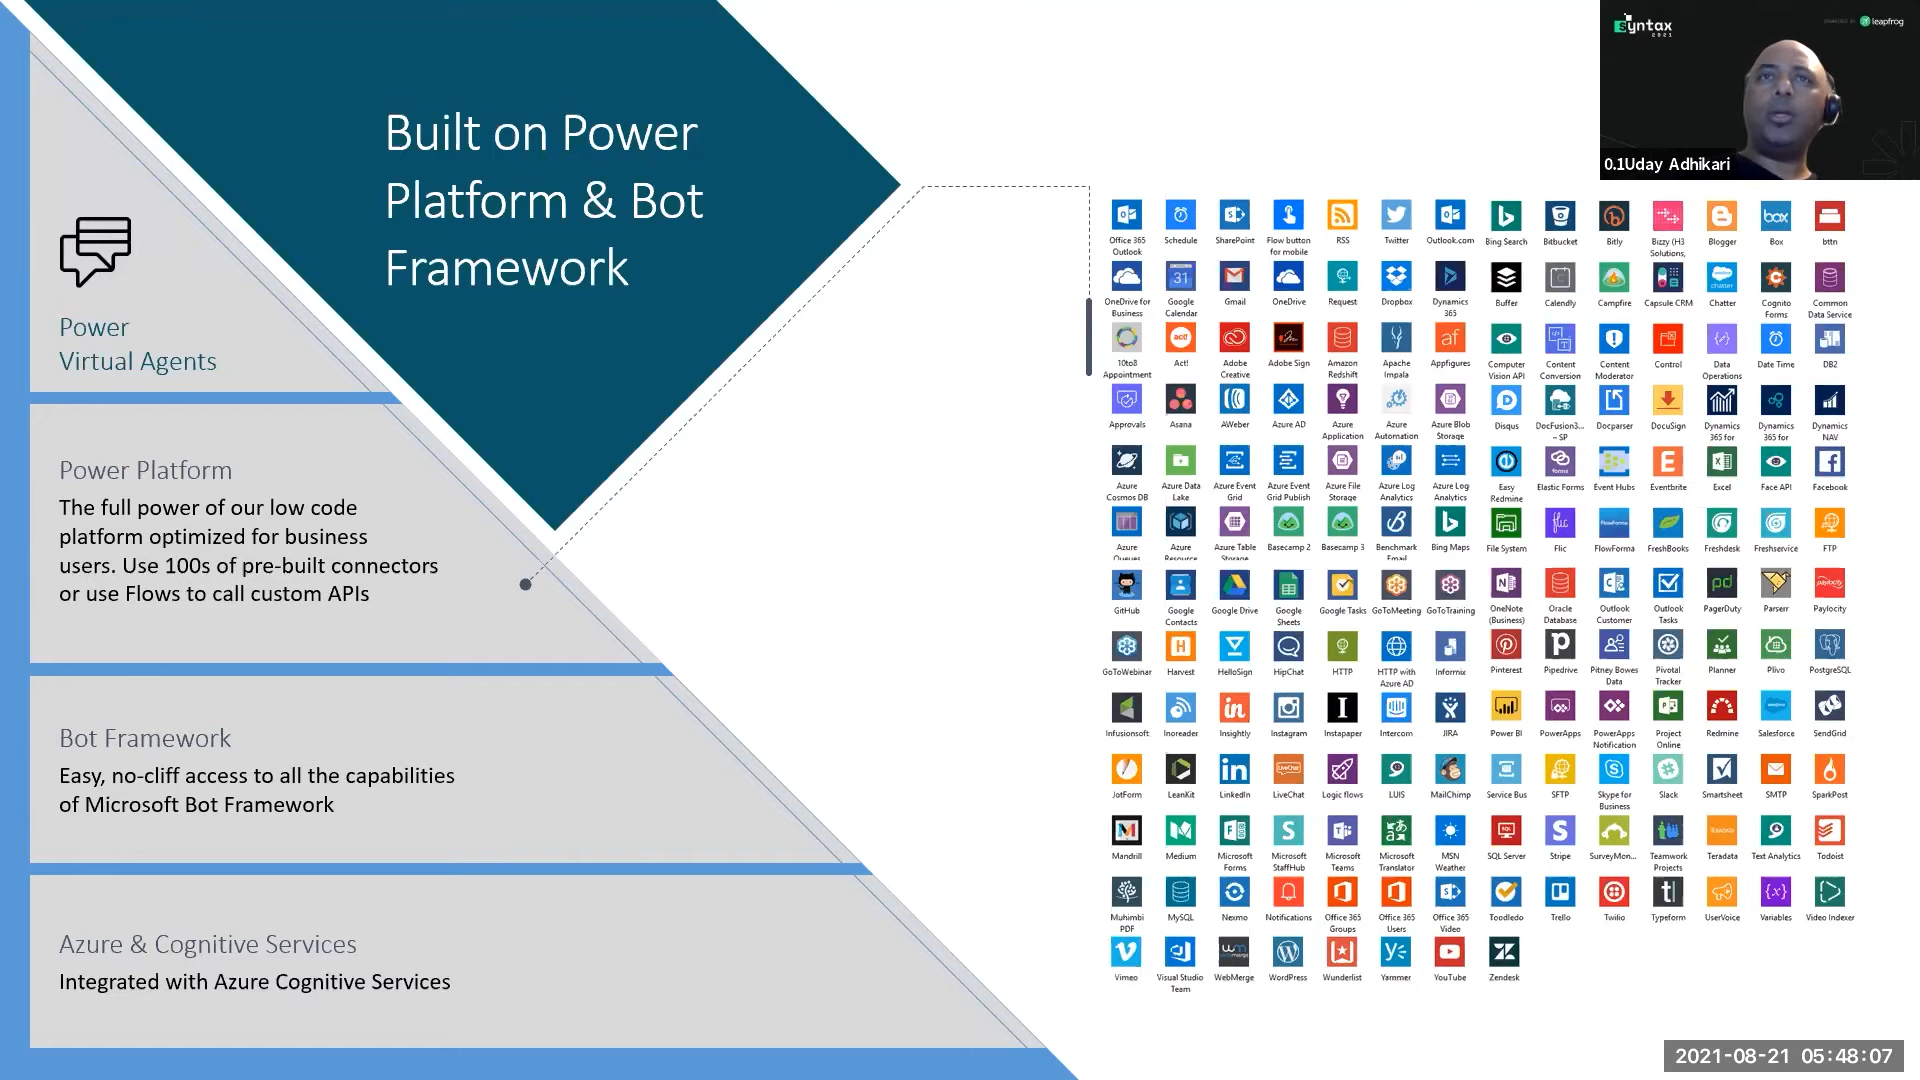 Built on Power
Platform & Bot
Framework
Power
Virtual Agents
Power Platform
The full power of our low code
platform optimized for business
users. Use 100s of pre-built connectors
or use Flows to call custom APIs
Bot Framework
Easy, no-cliff access to all the capabilities
of Microsoft Bot Framework
Azure & Cognitive Services
Integrated with Azure Cognitive Services
syntax
2021
leapfrog
0.1Uday Adhikari
Office 365 Outlook Schedule SharePoint Flow button for mobile RSS Twitter Outlook.com Bing Search Bitbucket Bitly Bizzy (H3 Solutions, Blogger Box bttn
OneDrive for Business Google Calendar Gmail OneDrive Request Dropbox Dynamics 365 Buffer Calendly Campfire Capsule CRM Chatter Cognito Forms Common Data Service
10to8 Appointment Act! Adobe Creative Adobe Sign Amazon Redshift Apache Impala Appfigures Computer Vision API Content Conversion Content Moderator Control Data Operations Date Time DB2
Approvals Asana AWeber Azure AD Azure Application Azure Automation Azure Blob Storage Disqus DocFusion3... – SP Docparser DocuSign Dynamics 365 for Dynamics 365 for Dynamics NAV
Azure Cosmos DB Azure Data Lake Azure Event Grid Azure Event Grid Publish Azure File Storage Azure Log Analytics Azure Log Analytics Easy Redmine Elastic Forms Event Hubs Eventbrite Excel Face API Facebook
Azure Queues Azure Resource Azure Table Storage Basecamp 2 Basecamp 3 Benchmark Email Bing Maps File System Flic FlowForma FreshBooks Freshdesk Freshservice FTP
GitHub Google Contacts Google Drive Google Sheets Google Tasks GoToMeeting GoToTraining OneNote (Business) Oracle Database Outlook Customer Outlook Tasks PagerDuty Parserr Paylocity
GoToWebinar Harvest HelloSign HipChat HTTP HTTP with Azure AD Informix Pinterest Pipedrive Pitney Bowes Data Pivotal Tracker Planner Plivo PostgreSQL
Infusionsoft Inoreader Insightly Instagram Instapaper Intercom JIRA Power BI PowerApps PowerApps Notification Project Online Redmine Salesforce SendGrid
JotForm LeanKit LinkedIn LiveChat Logic flows LUIS MailChimp Service Bus SFTP Skype for Business Slack Smartsheet SMTP SparkPost
Mandrill Medium Microsoft Forms Microsoft StaffHub Microsoft Teams Microsoft Translator MSN Weather SQL Server Stripe SurveyMon... Teamwork Projects Teradata Text Analytics Todoist
Muhimbi PDF MySQL Nexmo Notifications Office 365 Groups Office 365 Users Office 365 Video Toodledo Trello Twilio Typeform UserVoice Variables Video Indexer
Vimeo Visual Studio Team WebMerge WordPress Wunderlist Yammer YouTube Zendesk
2021-08-21 05:48:07